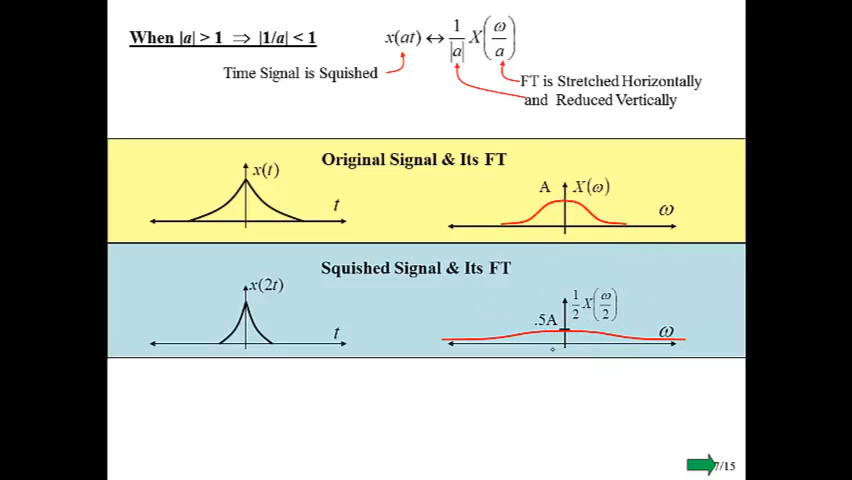 When |a| > 1 ⇒ |1/a| < 1
x(at) ↔ 1/|a| X(ω/a)
Time Signal is Squished
FT is Stretched Horizontally
and Reduced Vertically
Original Signal & Its FT
x(t)
t
A
X(ω)
ω
Squished Signal & Its FT
x(2t)
t
.5A
1/2 X(ω/2)
ω
7/15